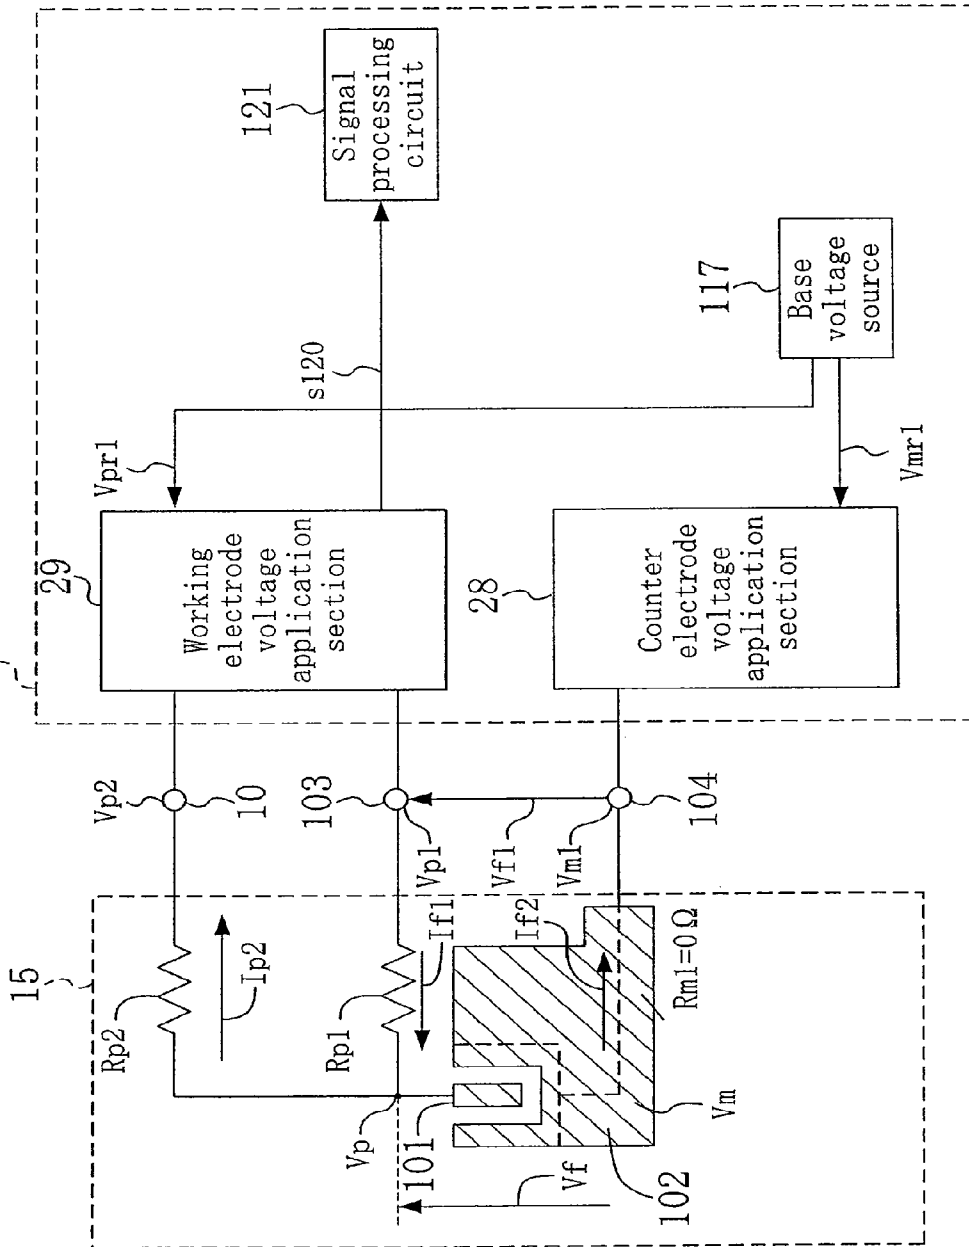 15
Rp2
Ip2
Vp2
10
29
Working
electrode
voltage
application
section
Vpr1
s120
121
Signal
processing
circuit
Vp
101
Rp1
If1
103
Vp1
Vf1
Vm1
104
If2
Rm1=0Ω
Vm
102
Vf
28
Counter
electrode
voltage
application
section
Vmr1
117
Base
voltage
source